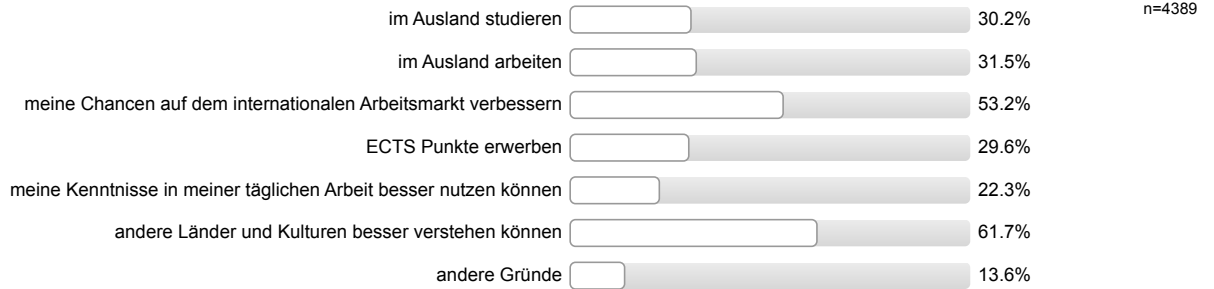 im Ausland studieren 30.2% n=4389
im Ausland arbeiten 31.5%
meine Chancen auf dem internationalen Arbeitsmarkt verbessern 53.2%
ECTS Punkte erwerben 29.6%
meine Kenntnisse in meiner täglichen Arbeit besser nutzen können 22.3%
andere Länder und Kulturen besser verstehen können 61.7%
andere Gründe 13.6%